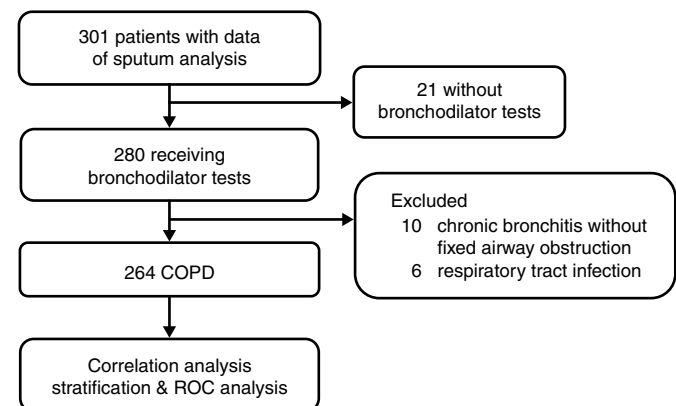 301 patients with data
of sputum analysis
21 without
bronchodilator tests
280 receiving
bronchodilator tests
Excluded
10 chronic bronchitis without
fixed airway obstruction
6 respiratory tract infection
264 COPD
Correlation analysis
stratification & ROC analysis